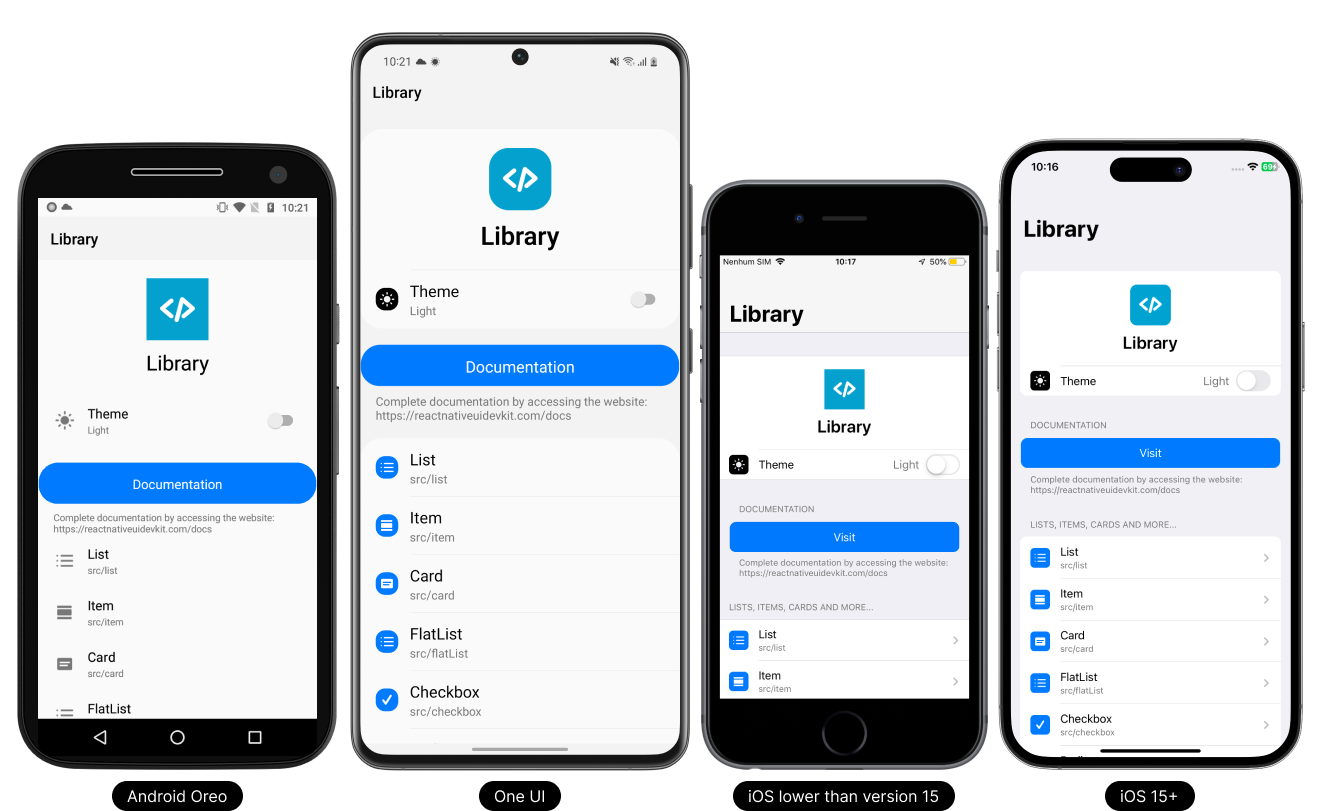 10:21
Library
</>
Library
Theme
Light
Documentation
Complete documentation by accessing the website:
https://reactnativeuidevkit.com/docs
List
src/list
Item
src/item
Card
src/card
FlatList
Android Oreo
10:21
Library
</>
Library
Theme
Light
Documentation
Complete documentation by accessing the website:
https://reactnativeuidevkit.com/docs
List
src/list
Item
src/item
Card
src/card
FlatList
src/flatList
Checkbox
src/checkbox
One UI
Nenhum SIM 10:17 50%
Library
</>
Library
Theme Light
DOCUMENTATION
Visit
Complete documentation by accessing the website:
https://reactnativeuidevkit.com/docs
LISTS, ITEMS, CARDS AND MORE...
List
src/list
Item
src/item
iOS lower than version 15
10:16 69
Library
</>
Library
Theme Light
DOCUMENTATION
Visit
Complete documentation by accessing the website:
https://reactnativeuidevkit.com/docs
LISTS, ITEMS, CARDS AND MORE...
List
src/list
Item
src/item
Card
src/card
FlatList
src/flatList
Checkbox
src/checkbox
iOS 15+